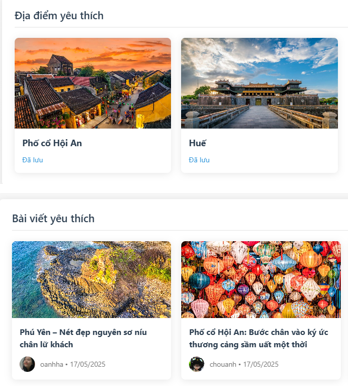 Địa điểm yêu thích
Phố cổ Hội An
Huế
Đã lưu
Đã lưu
Bài viết yêu thích
Phú Yên – Nét đẹp nguyên sơ níu
chân lữ khách
Phố cổ Hội An: Bước chân vào ký ức
thương cảng sầm uất một thời
oanhha • 17/05/2025
chouanh • 17/05/2025